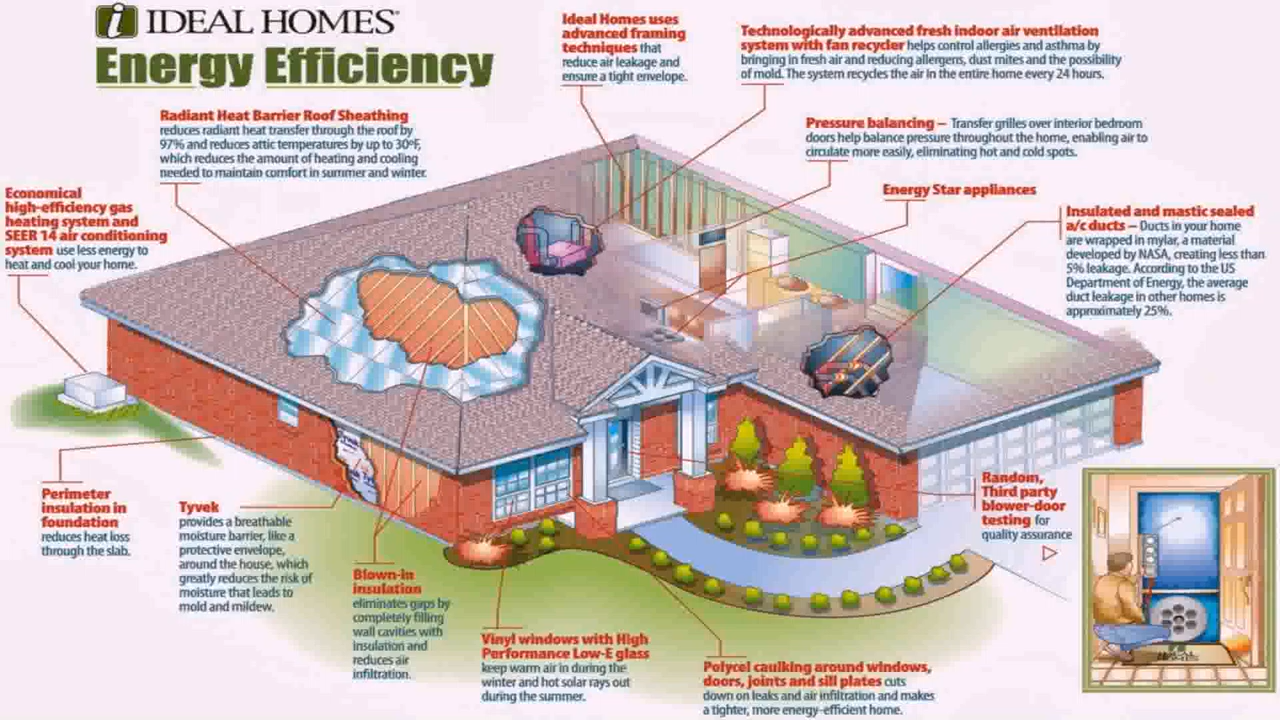 i IDEAL HOMES®
Energy Efficiency
Ideal Homes uses
advanced framing
techniques that
reduce air leakage and
ensure a tight envelope.
Technologically advanced fresh indoor air ventilation
system with fan recycler helps control allergies and asthma by
bringing in fresh air and reducing allergens, dust mites and the possibility
of mold. The system recycles the air in the entire home every 24 hours.
Radiant Heat Barrier Roof Sheathing
reduces radiant heat transfer through the roof by
97% and reduces attic temperatures by up to 30ºF,
which reduces the amount of heating and cooling
needed to maintain comfort in summer and winter.
Pressure balancing – Transfer grilles over interior bedroom
doors help balance pressure throughout the home, enabling air to
circulate more easily, eliminating hot and cold spots.
Energy Star appliances
Economical
high-efficiency gas
heating system and
SEER 14 air conditioning
system use less energy to
heat and cool your home.
Insulated and mastic sealed
a/c ducts – Ducts in your home
are wrapped in mylar, a material
developed by NASA, creating less than
5% leakage. According to the US
Department of Energy, the average
duct leakage in other homes is
approximately 25%.
Perimeter
insulation in
foundation
reduces heat loss
through the slab.
Tyvek
provides a breathable
moisture barrier, like a
protective envelope,
around the house, which
greatly reduces the risk of
moisture that leads to
mold and mildew.
Blown-in
insulation
eliminates gaps by
completely filling
wall cavities with
insulation and
reduces air
infiltration.
Vinyl windows with High
Performance Low-E glass
keep warm air in during the
winter and hot solar rays out
during the summer.
Polycel caulking around windows,
doors, joints and sill plates cuts
down on leaks and air infiltration and makes
a tighter, more energy-efficient home.
Random,
Third party
blower-door
testing for
quality assurance